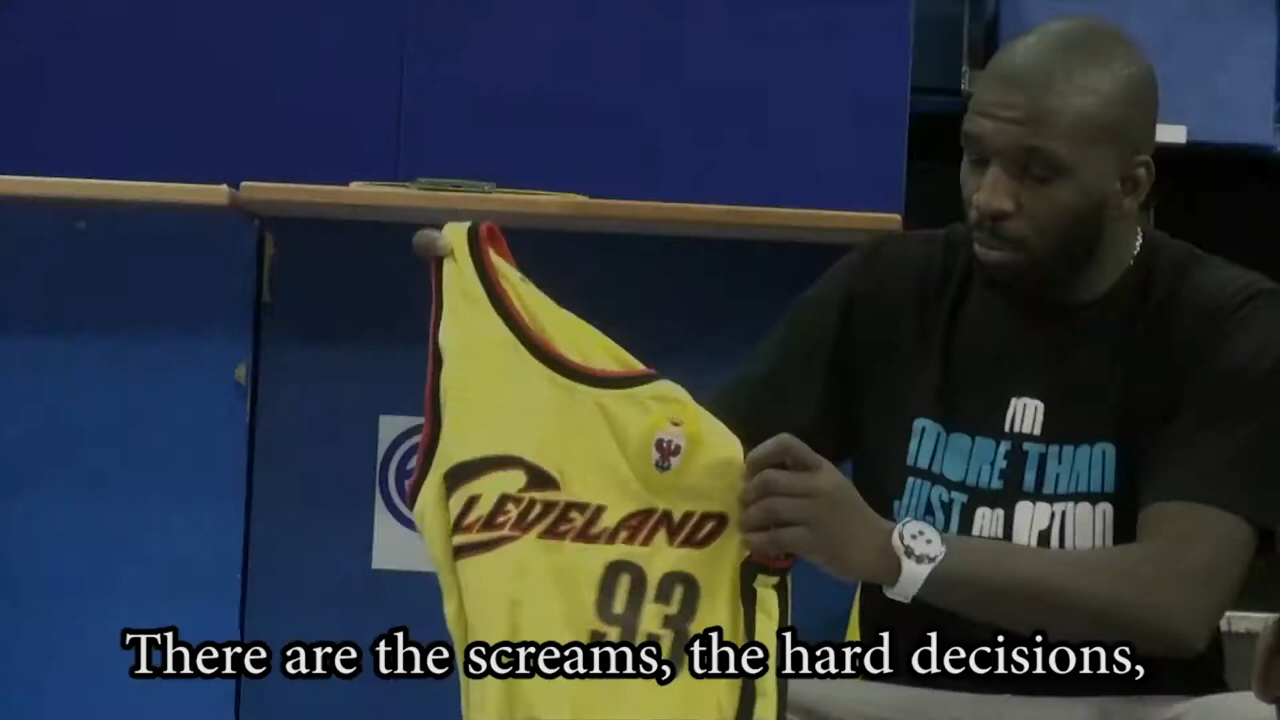 CLEVELAND
93
I'M
MORE THAN
JUST AN OPTION
There are the screams, the hard decisions,